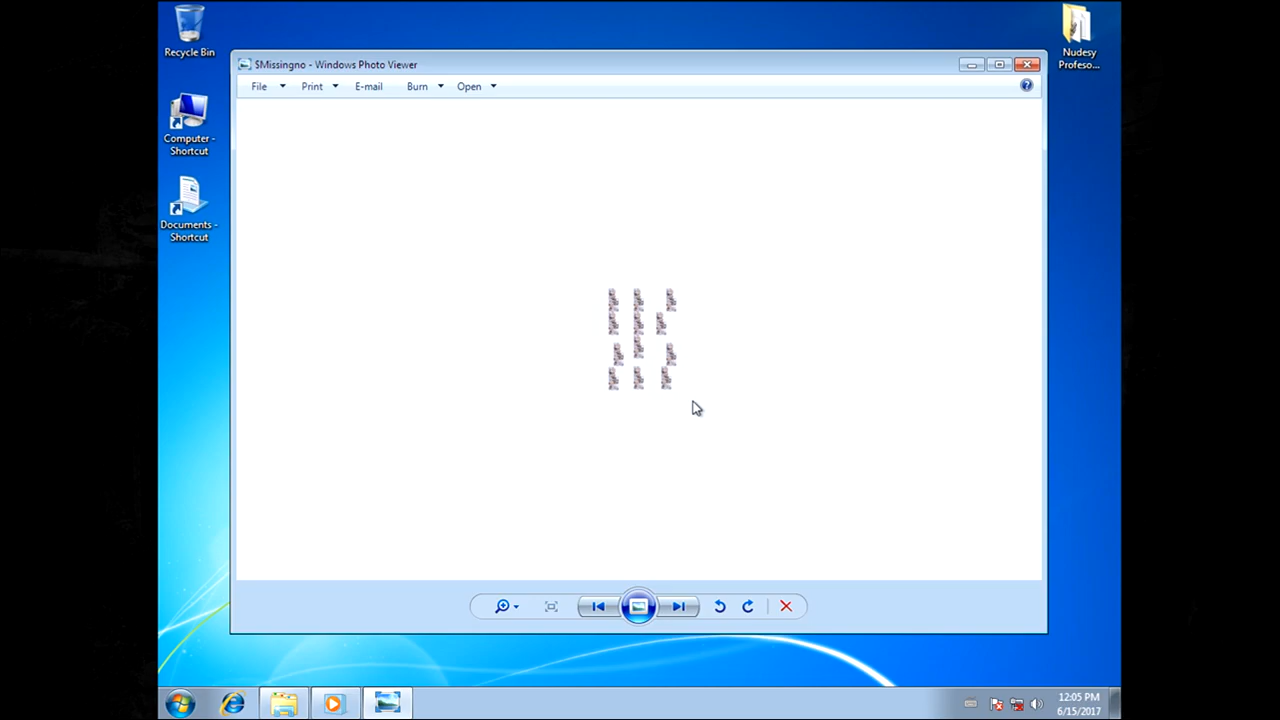 Recycle Bin
Nudesy
Profeso...
$Missingno - Windows Photo Viewer
File Print E-mail Burn Open
Computer -
Shortcut
Documents -
Shortcut
12:05 PM
6/15/2017